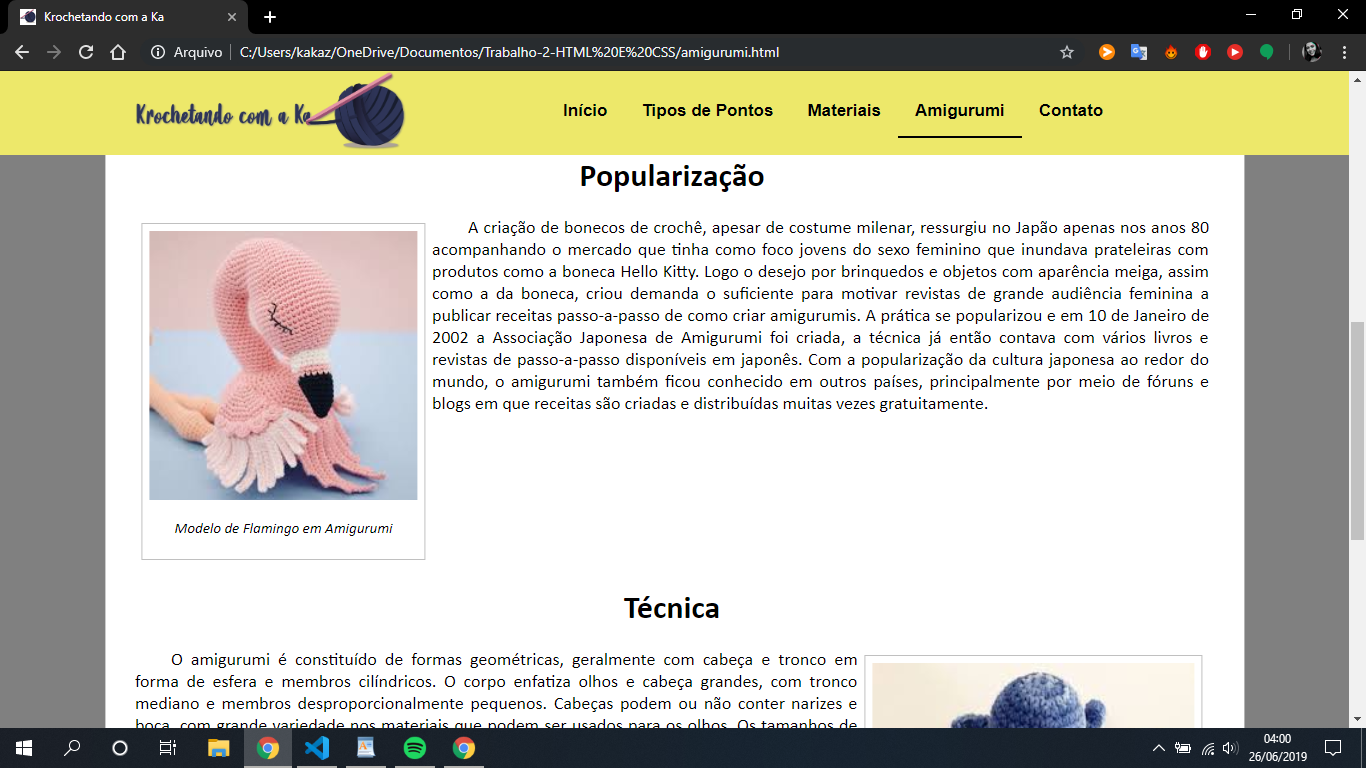 Krochetando com a Ka
Arquivo
C:/Users/kakaz/OneDrive/Documentos/Trabalho-2-HTML%20E%20CSS/amigurumi.html
Krochetando com a Ka
Início
Tipos de Pontos
Materiais
Amigurumi
Contato
Popularização
A criação de bonecos de crochê, apesar de costume milenar, ressurgiu no Japão apenas nos anos 80
acompanhando o mercado que tinha como foco jovens do sexo feminino que inundava prateleiras com
produtos como a boneca Hello Kitty. Logo o desejo por brinquedos e objetos com aparência meiga, assim
como a da boneca, criou demanda o suficiente para motivar revistas de grande audiência feminina a
publicar receitas passo-a-passo de como criar amigurumis. A prática se popularizou e em 10 de Janeiro de
2002 a Associação Japonesa de Amigurumi foi criada, a técnica já então contava com vários livros e
revistas de passo-a-passo disponíveis em japonês. Com a popularização da cultura japonesa ao redor do
mundo, o amigurumi também ficou conhecido em outros países, principalmente por meio de fóruns e
blogs em que receitas são criadas e distribuídas muitas vezes gratuitamente.
Modelo de Flamingo em Amigurumi
Técnica
O amigurumi é constituído de formas geométricas, geralmente com cabeça e tronco em
forma de esfera e membros cilíndricos. O corpo enfatiza olhos e cabeça grandes, com tronco
mediano e membros desproporcionalmente pequenos. Cabeças podem ou não conter narizes e
boca, com grande variedade nos materiais que podem ser usados para os olhos. Os tamanhos de
04:00
26/06/2019